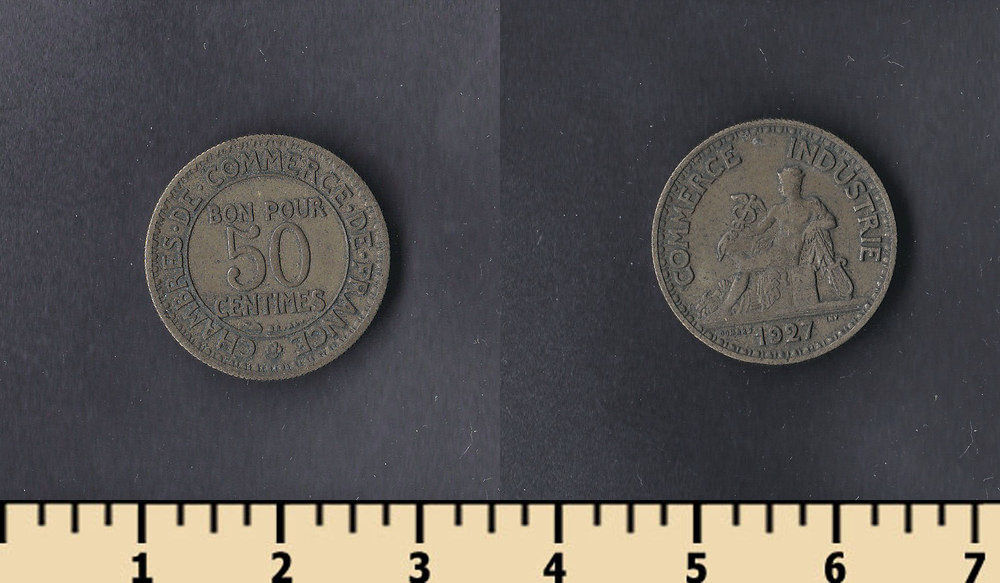 CHAMBRES · DE · COMMERCE · DE · FRANCE
BON POUR
50
CENTIMES
COMMERCE INDUSTRIE
1927
1 2 3 4 5 6 7